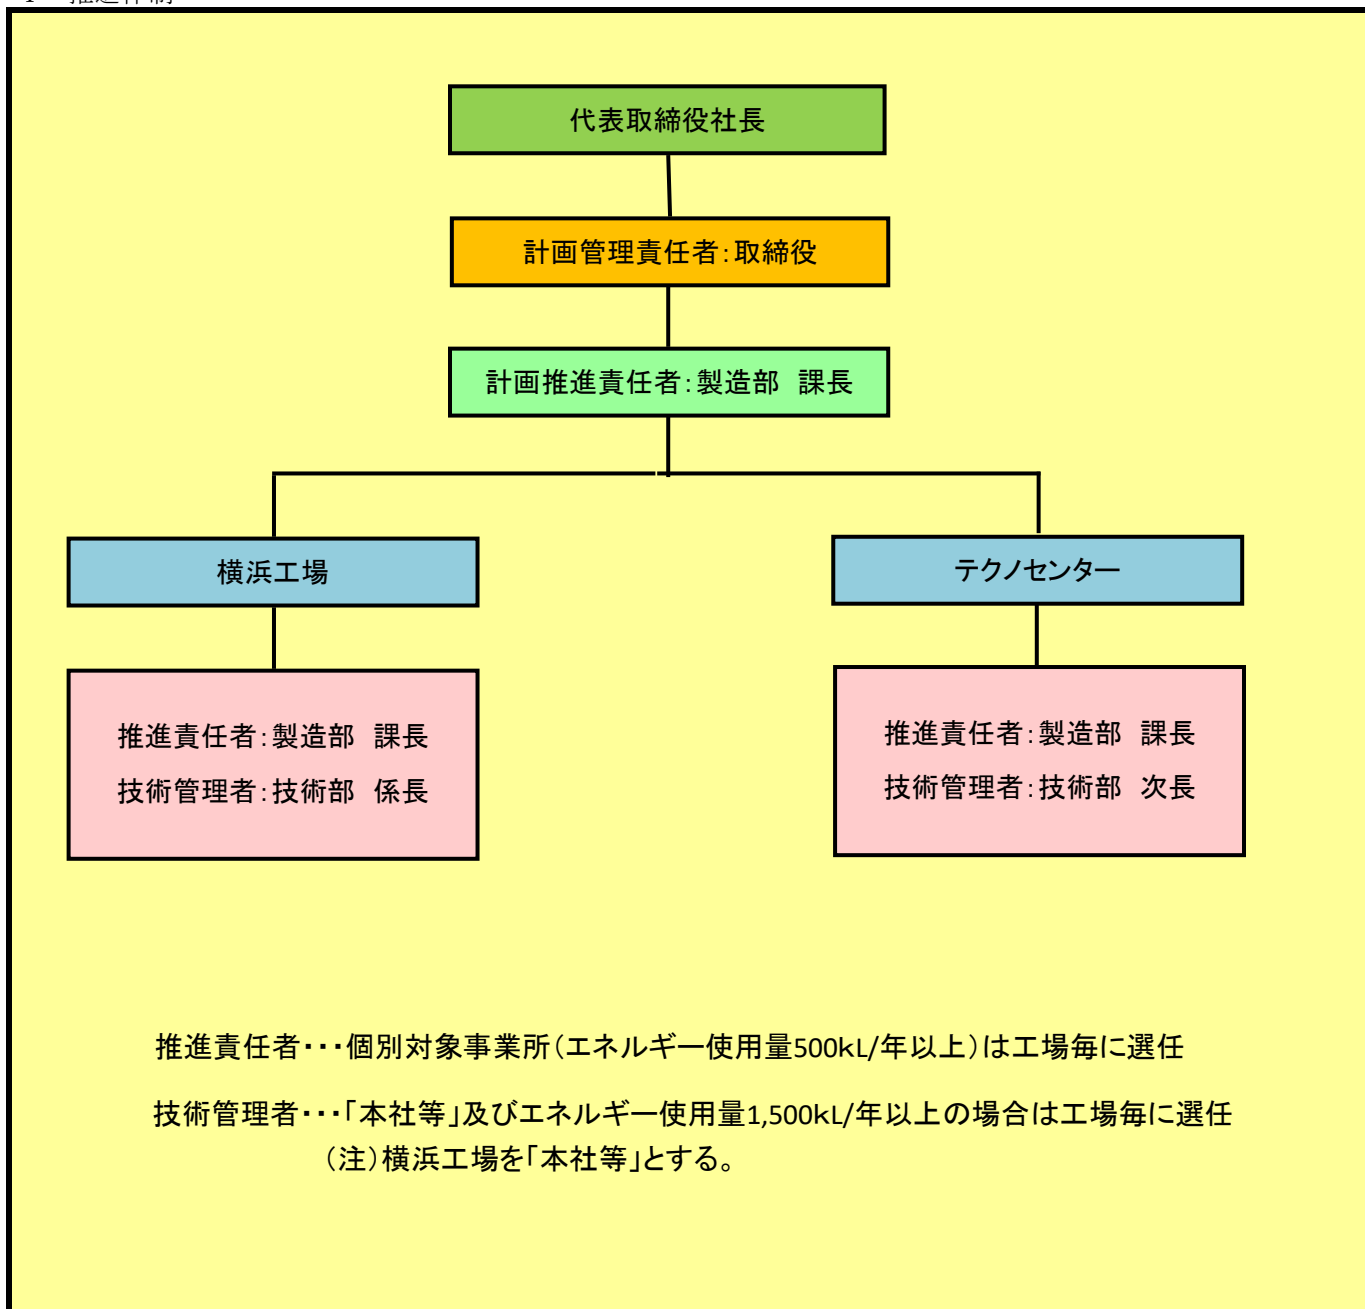 代表取締役社長
計画管理責任者:取締役
計画推進責任者:製造部　課長
横浜工場
テクノセンター
推進責任者:製造部　課長
技術管理者:技術部　係長
推進責任者:製造部　課長
技術管理者:技術部　次長
推進責任者･･･個別対象事業所(エネルギー使用量500kL/年以上)は工場毎に選任
技術管理者･･･｢本社等｣及びエネルギー使用量1,500kL/年以上の場合は工場毎に選任
(注)横浜工場を｢本社等｣とする。